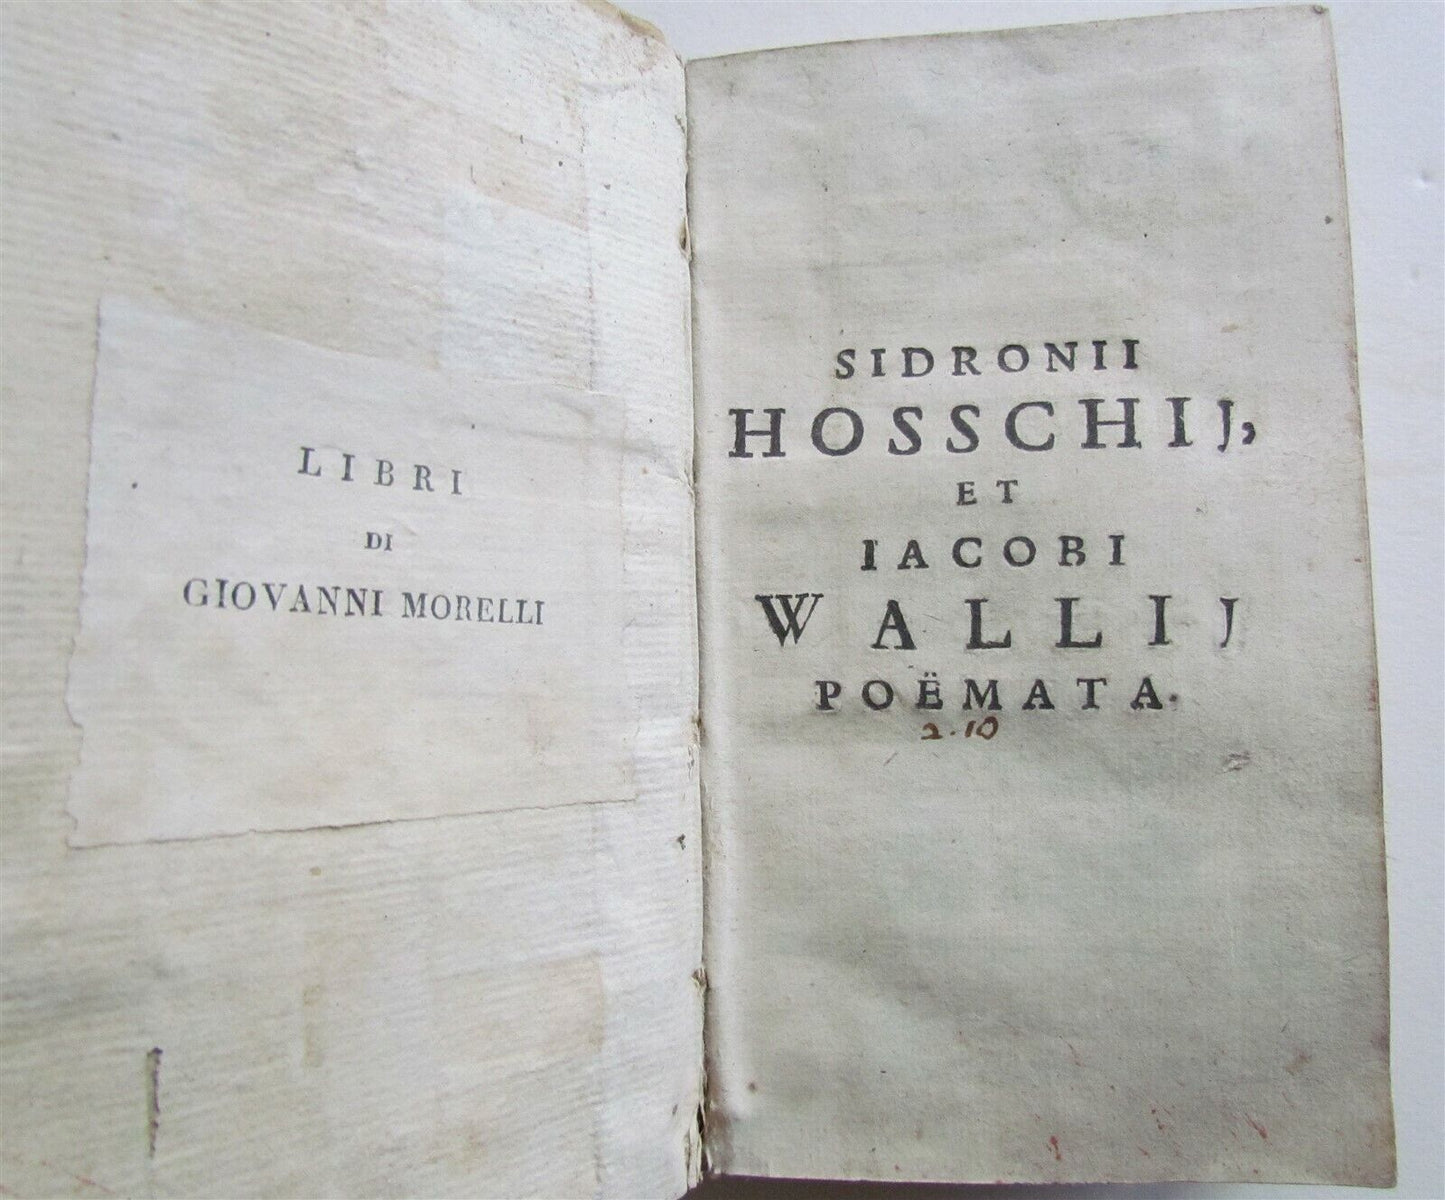 LIBRI
DI
GIOVANNI MORELLI
SIDRONII
HOSSCHIJ,
ET
IACOBI
WALLIJ
POËMATA.
2.10